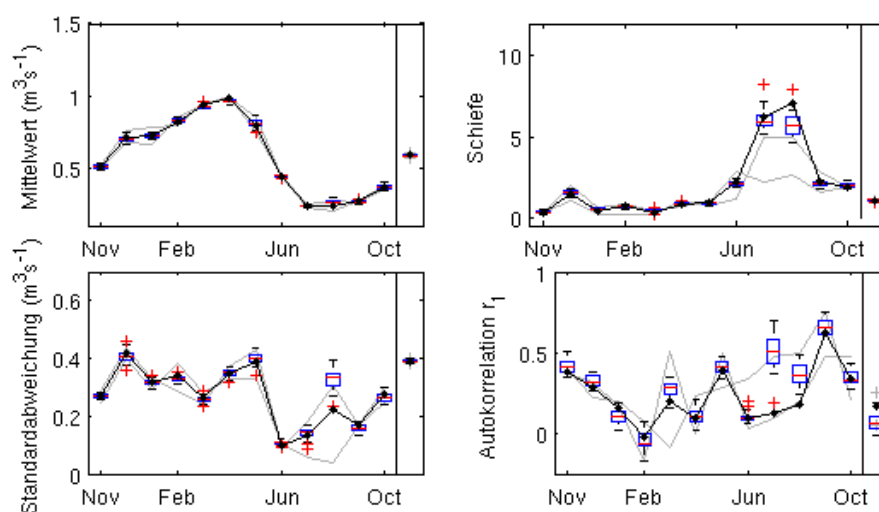 1.5
1
0.5
Mittelwert (m³s⁻¹)
Nov Feb Jun Oct
12
10
5
0
Schiefe
Nov Feb Jun Oct
0.6
0.4
0.2
0
Standardabweichung (m³s⁻¹)
Nov Feb Jun Oct
1
0.5
0
Autokorrelation r₁
Nov Feb Jun Oct